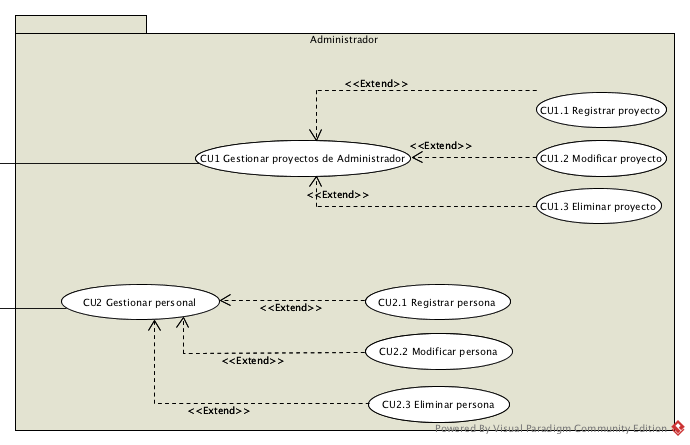 Administrador
<<Extend>>
CU1.1 Registrar proyecto
<<Extend>>
CU1 Gestionar proyectos de Administrador
CU1.2 Modificar proyecto
<<Extend>>
CU1.3 Eliminar proyecto
CU2 Gestionar personal
CU2.1 Registrar persona
<<Extend>>
CU2.2 Modificar persona
<<Extend>>
CU2.3 Eliminar persona
<<Extend>>
Powered By Visual Paradigm Community Edition